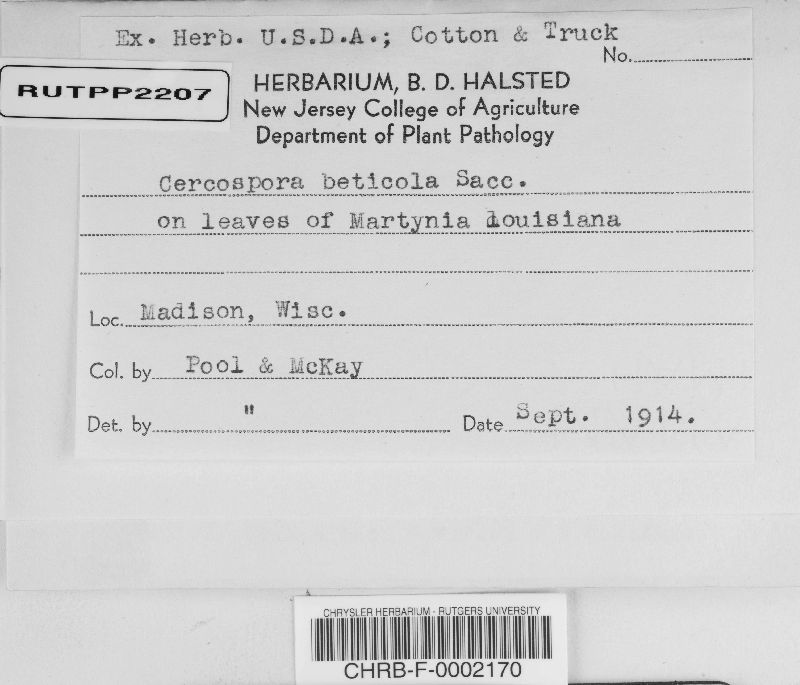 Ex. Herb. U.S.D.A.; Cotton & Truck
No.
RUTPP2207
HERBARIUM, B. D. HALSTED
New Jersey College of Agriculture
Department of Plant Pathology
Cercospora beticola Sacc.
on leaves of Martynia louisiana
Loc. Madison, Wisc.
Col. by Pool & McKay
Det. by " Date Sept. 1914.
CHRYSLER HERBARIUM - RUTGERS UNIVERSITY
CHRB-F-0002170